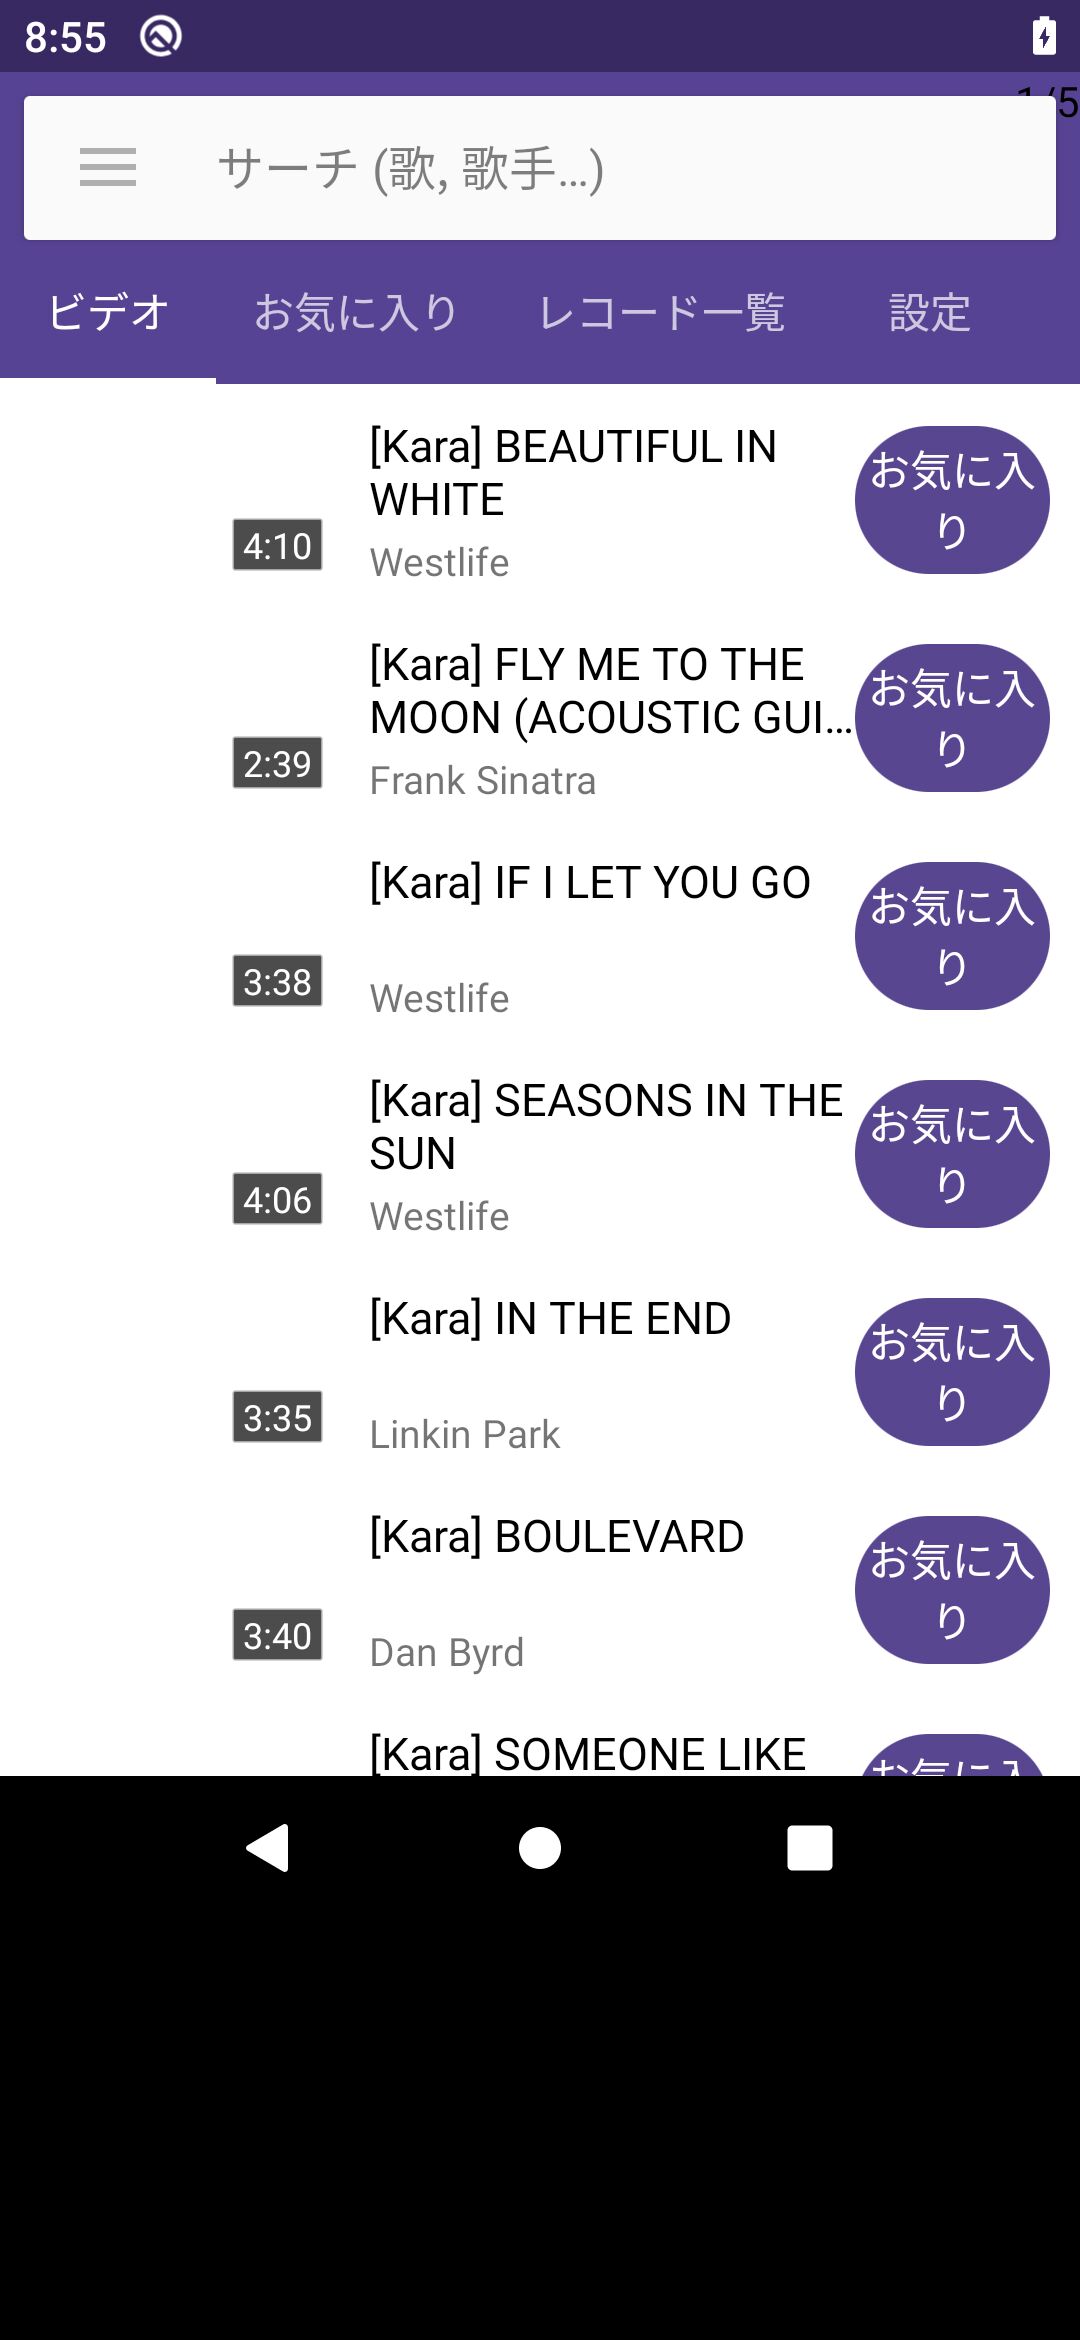 8:55
1/5
サーチ (歌, 歌手...)
ビデオ お気に入り レコード一覧 設定
[Kara] BEAUTIFUL IN
WHITE
4:10
Westlife
お気に入
り
[Kara] FLY ME TO THE
MOON (ACOUSTIC GUI...
2:39
Frank Sinatra
お気に入
り
[Kara] IF I LET YOU GO
3:38
Westlife
お気に入
り
[Kara] SEASONS IN THE
SUN
4:06
Westlife
お気に入
り
[Kara] IN THE END
3:35
Linkin Park
お気に入
り
[Kara] BOULEVARD
3:40
Dan Byrd
お気に入
り
[Kara] SOMEONE LIKE
お気に入